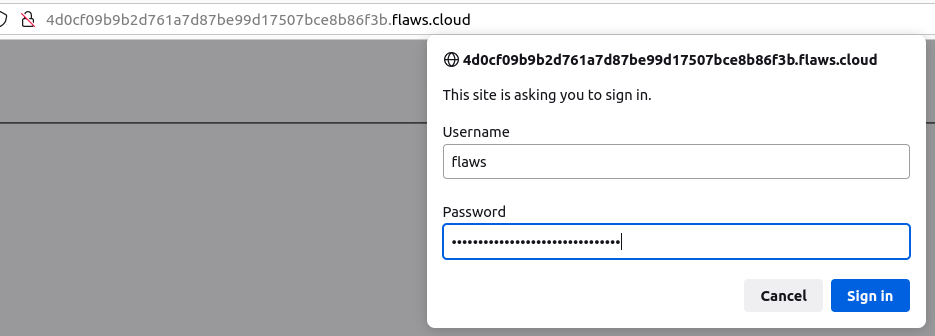 4d0cf09b9b2d761a7d87be99d17507bce8b86f3b.flaws.cloud
4d0cf09b9b2d761a7d87be99d17507bce8b86f3b.flaws.cloud
This site is asking you to sign in.
Username
flaws
Password
••••••••••••••••••••••••••••••••
Cancel
Sign in